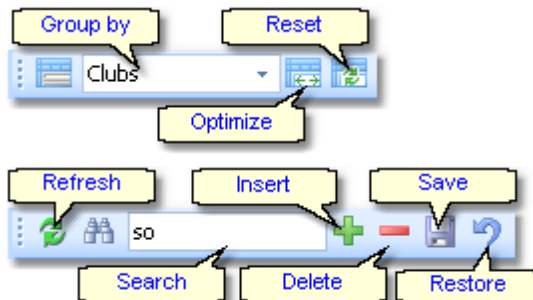 Group by
Reset
Clubs
Optimize
Refresh
Insert
Save
so
Search
Delete
Restore